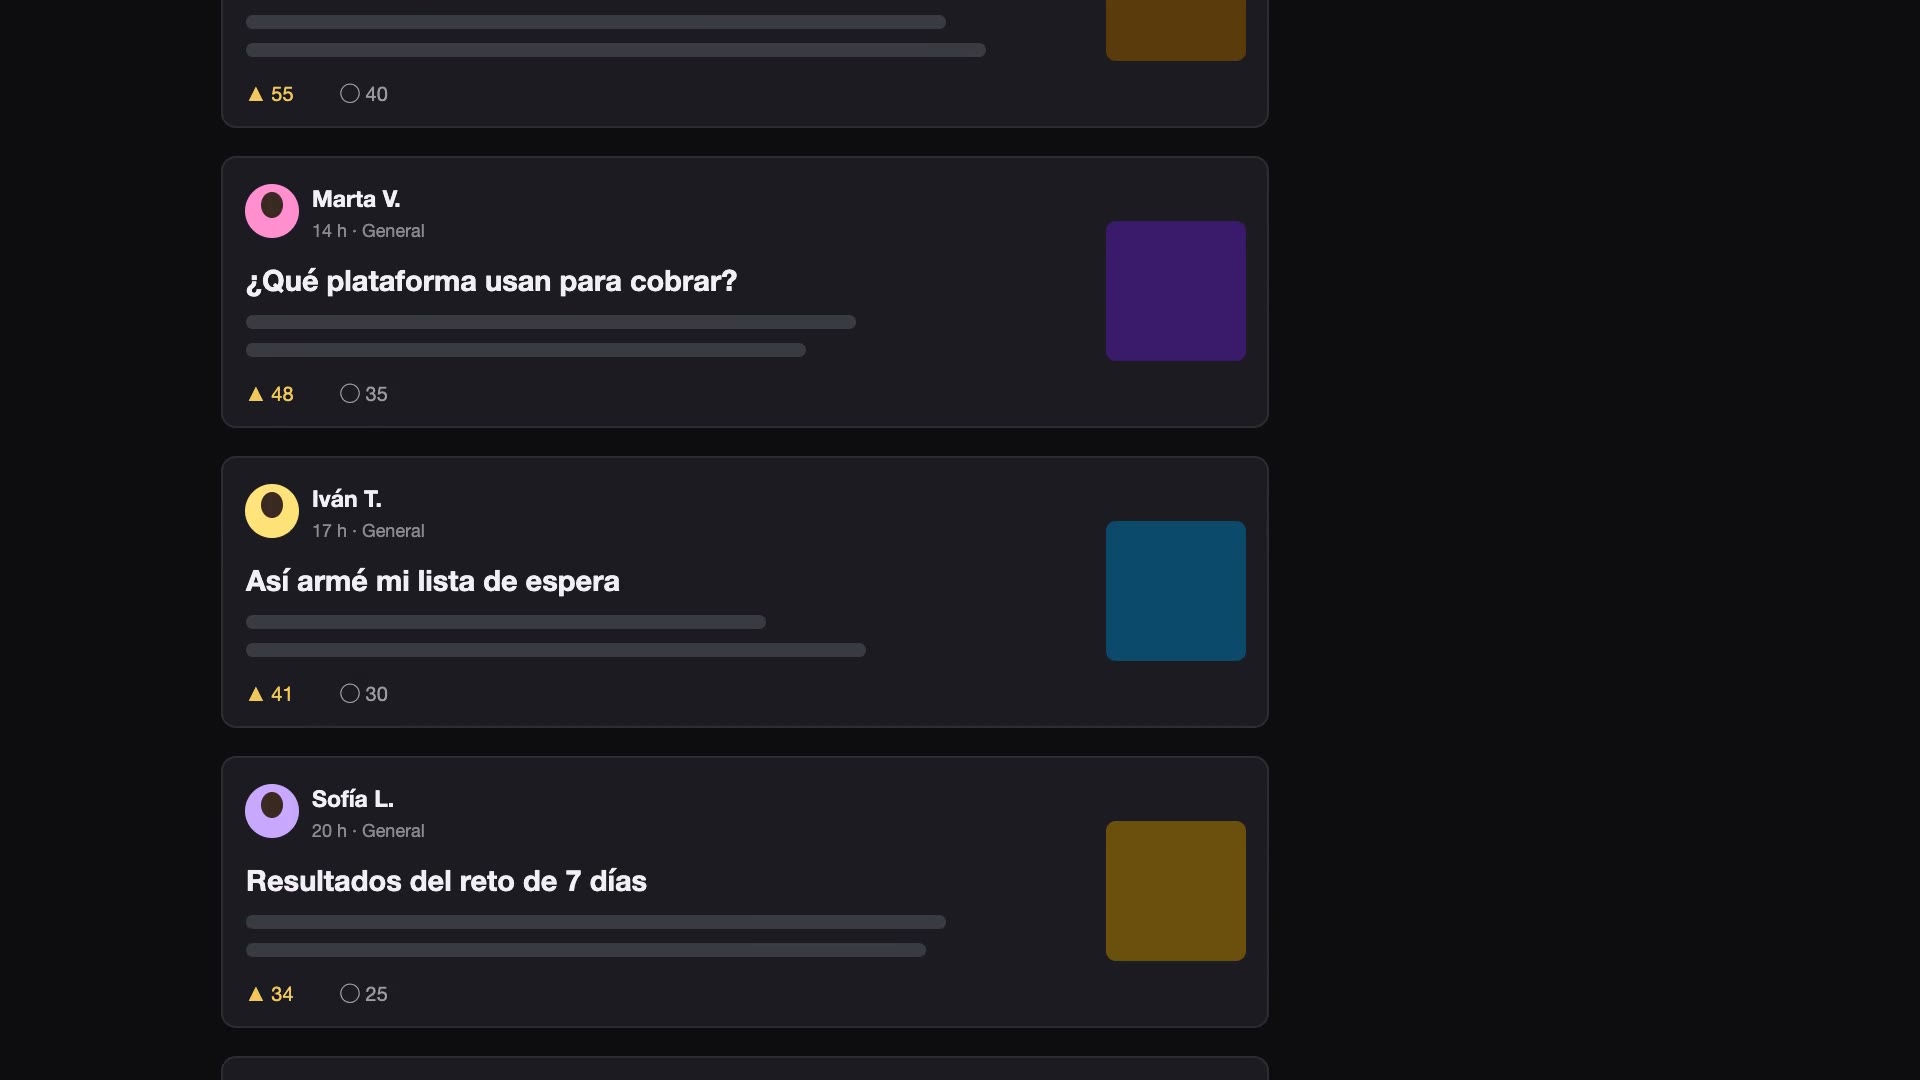 ▲ 55 ◯ 40
Marta V.
14 h · General
¿Qué plataforma usan para cobrar?
▲ 48 ◯ 35
Iván T.
17 h · General
Así armé mi lista de espera
▲ 41 ◯ 30
Sofía L.
20 h · General
Resultados del reto de 7 días
▲ 34 ◯ 25